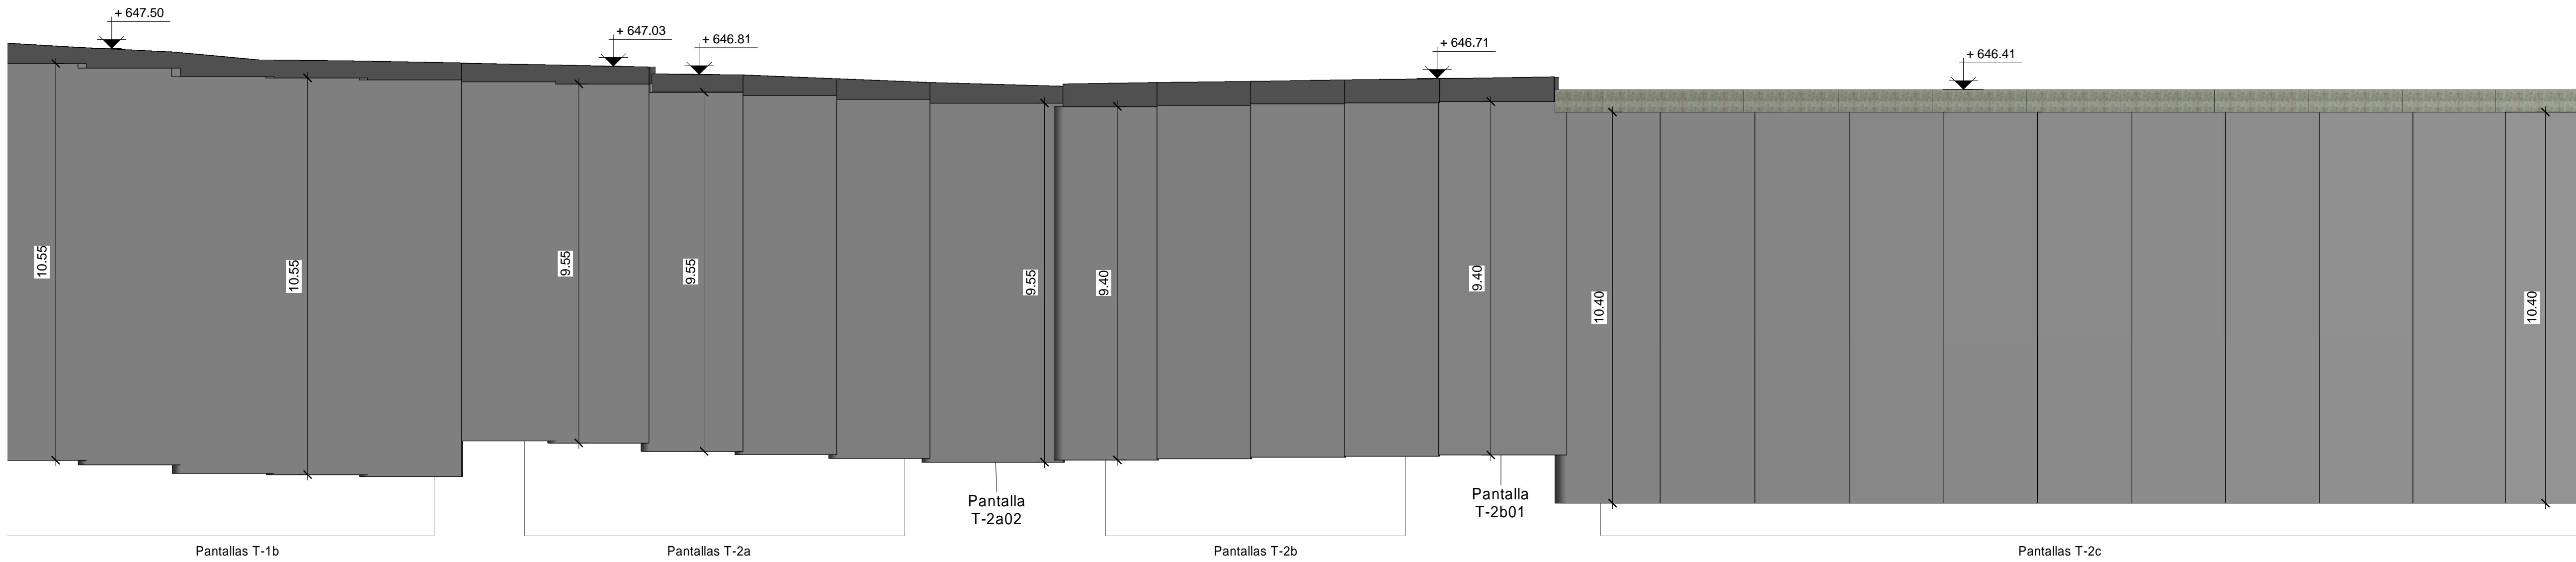 + 647.50
+ 647.03
+ 646.81
+ 646.71
+ 646.41
10.55
10.55
9.55
9.55
9.55
9.40
9.40
10.40
10.40
Pantalla
T-2a02
Pantalla
T-2b01
Pantallas T-1b
Pantallas T-2a
Pantallas T-2b
Pantallas T-2c